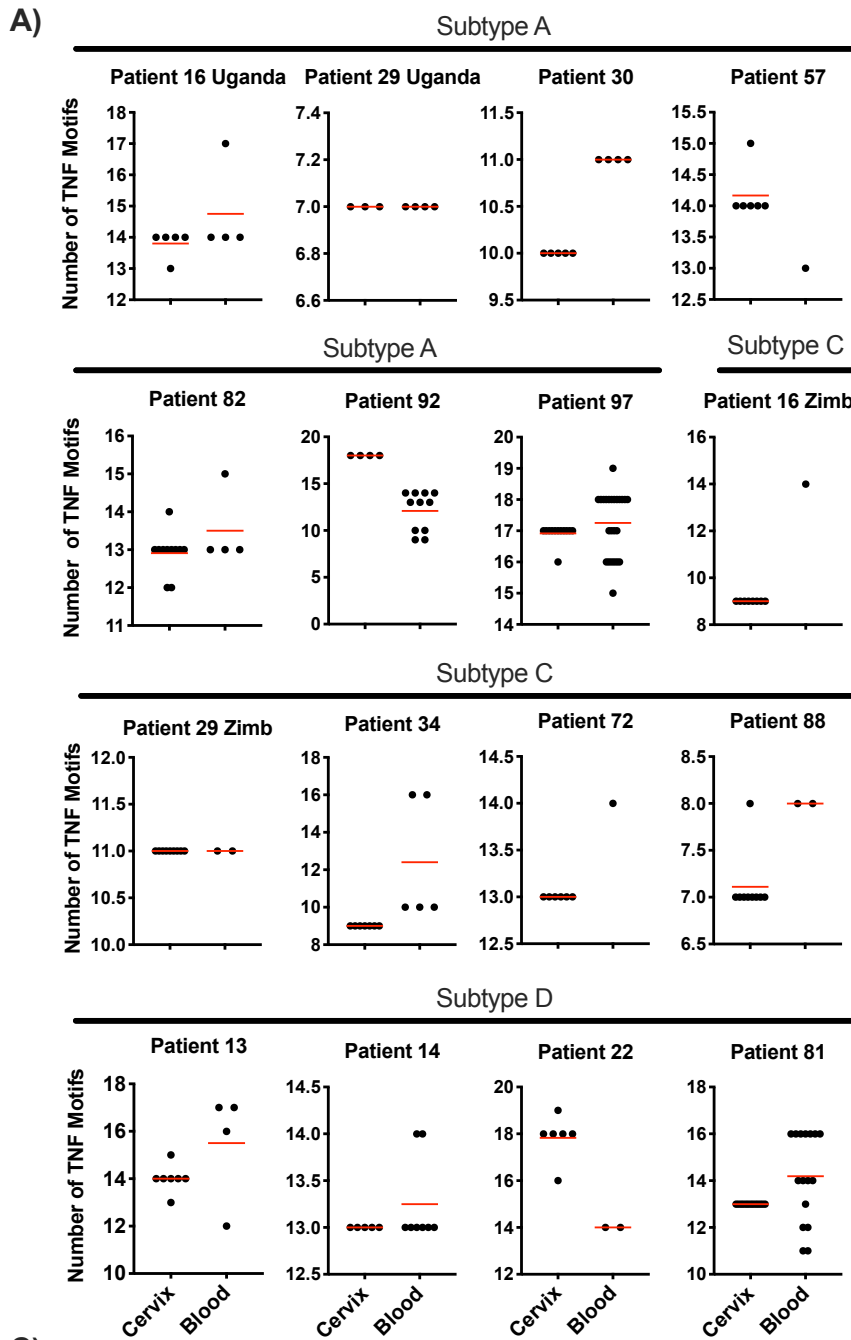 A)
Subtype A
Patient 16 Uganda Patient 29 Uganda Patient 30 Patient 57
Number of TNF Motifs
18 17 16 15 14 13 12
7.4 7.2 7.0 6.8 6.6
11.5 11.0 10.5 10.0 9.5
15.5 15.0 14.5 14.0 13.5 13.0 12.5
Subtype A Subtype C
Patient 82 Patient 92 Patient 97 Patient 16 Zimb
Number of TNF Motifs
16 15 14 13 12 11
20 15 10 5 0
20 19 18 17 16 15 14
16 14 12 10 8
Subtype C
Patient 29 Zimb Patient 34 Patient 72 Patient 88
Number of TNF Motifs
12.0 11.5 11.0 10.5 10.0
18 16 14 12 10 8
14.5 14.0 13.5 13.0 12.5
8.5 8.0 7.5 7.0 6.5
Subtype D
Patient 13 Patient 14 Patient 22 Patient 81
Number of TNF Motifs
18 16 14 12 10
14.5 14.0 13.5 13.0 12.5
20 18 16 14 12
18 16 14 12 10
Cervix Blood Cervix Blood Cervix Blood Cervix Blood